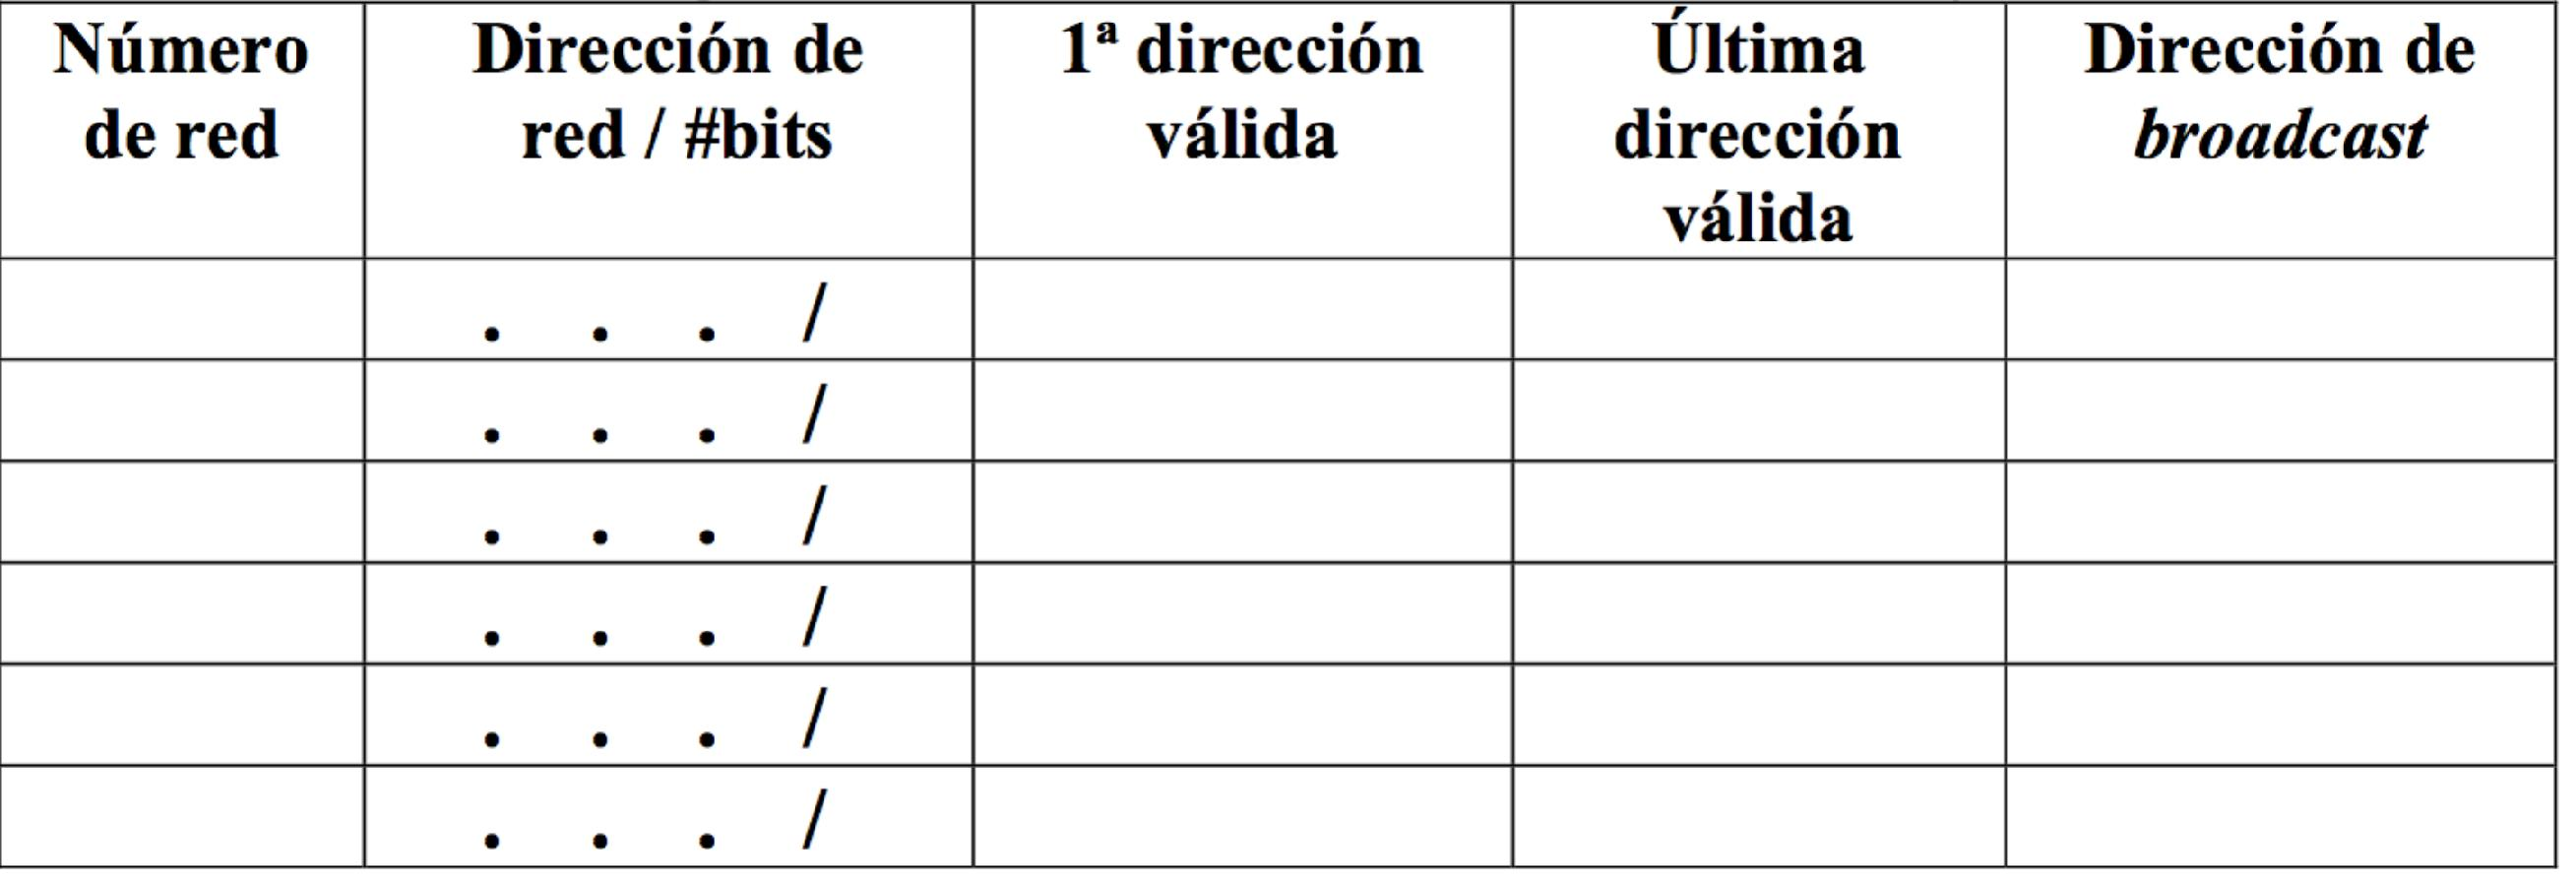 Número de red
Dirección de red / #bits
1ª dirección válida
Última dirección válida
Dirección de broadcast
. . . /
. . . /
. . . /
. . . /
. . . /
. . . /